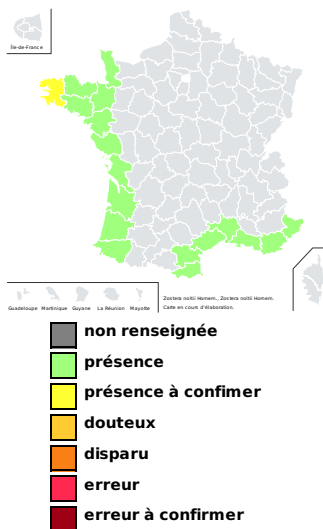 Île-de-France
Guadeloupe Martinique Guyane La Réunion Mayotte
Zostera noltii Hornem., Zostera noltii Hornem.
Carte en cours d'élaboration.
non renseignée
présence
présence à confimer
douteux
disparu
erreur
erreur à confirmer